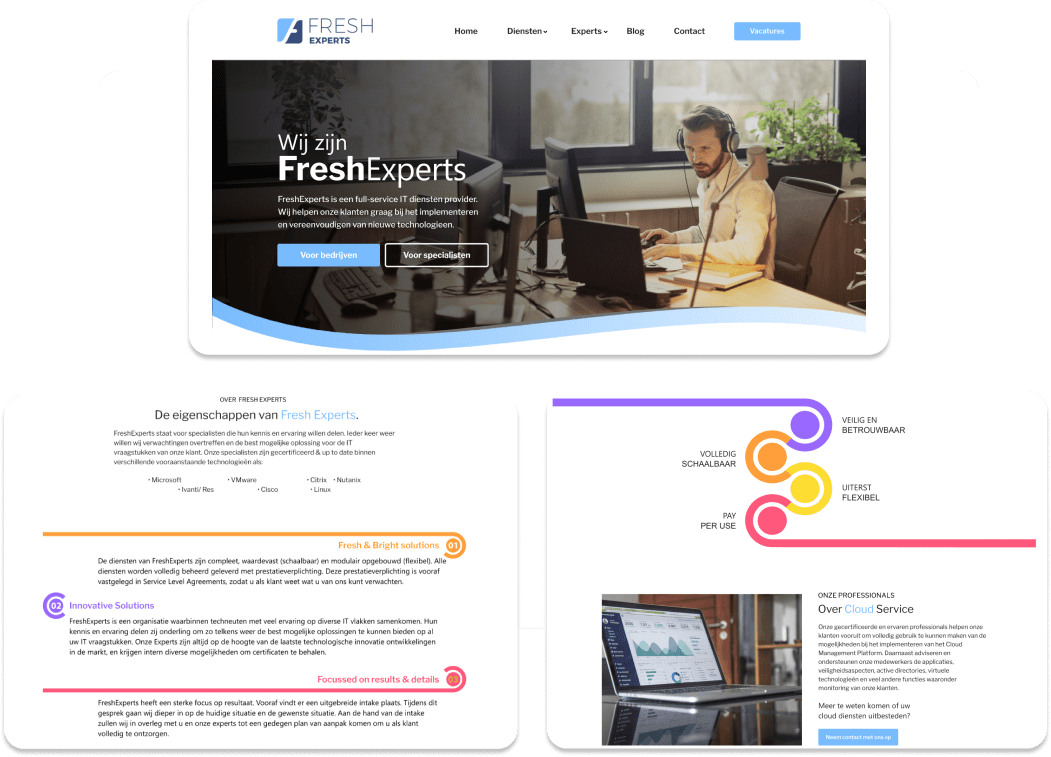 FRESH
EXPERTS
Home Diensten Experts Blog Contact Vacatures
Wij zijn
FreshExperts
FreshExperts is een full-service IT diensten provider.
Wij helpen onze klanten graag bij het implementeren
en vereenvoudigen van nieuwe technologieen.
Voor bedrijven Voor specialisten
OVER FRESH EXPERTS
De eigenschappen van Fresh Experts.
FreshExperts staat voor specialisten die hun kennis en ervaring willen delen. Ieder keer weer
willen wij verwachtingen overtreffen en de best mogelijke oplossing voor de IT
vraagstukken van onze klant. Onze specialisten zijn gecertificeerd & up to date binnen
verschillende vooraanstaande technologieën als:
• Microsoft • VMware • Citrix • Nutanix
• Ivanti/ Res • Cisco • Linux
Fresh & Bright solutions 01
De diensten van FreshExperts zijn compleet, waardevast (schaalbaar) en modulair opgebouwd (flexibel). Alle
diensten worden volledig beheerd geleverd met prestatieverplichting. Deze prestatieverplichting is vooraf
vastgelegd in Service Level Agreements, zodat u als klant weet wat u van ons kunt verwachten.
02 Innovative Solutions
FreshExperts is een organisatie waarbinnen techneuten met veel ervaring op diverse IT vlakken samenkomen. Hun
kennis en ervaring delen zij onderling om zo telkens weer de best mogelijke oplossingen te kunnen bieden op al
uw IT vraagstukken. Onze Experts zijn altijd op de hoogte van de laatste technologische innovatie ontwikkelingen
in de markt, en krijgen intern diverse mogelijkheden om certificaten te behalen.
Focussed on results & details 03
FreshExperts heeft een sterke focus op resultaat. Vooraf vindt er een uitgebreide intake plaats. Tijdens dit
gesprek gaan wij dieper in op de huidige situatie en de gewenste situatie. Aan de hand van de intake
zullen wij in overleg met u en onze experts tot een gedegen plan van aanpak komen om u als klant
volledig te ontzorgen.
VEILIG EN
BETROUWBAAR
VOLLEDIG
SCHAALBAAR
UITERST
FLEXIBEL
PAY
PER USE
ONZE PROFESSIONALS
Over Cloud Service
Onze gecertificeerde en ervaren professionals helpen onze
klanten vooruit om volledig gebruik te kunnen maken van de
mogelijkheden bij het implementeren van het Cloud
Management Platform. Daarnaast adviseren en
ondersteunen onze medewerkers de applicaties,
veiligheidsaspecten, active directories, virtuele
technologieën en veel andere functies waaronder
monitoring van onze klanten.
Meer te weten komen of uw
cloud diensten uitbesteden?
Neem contact met ons op